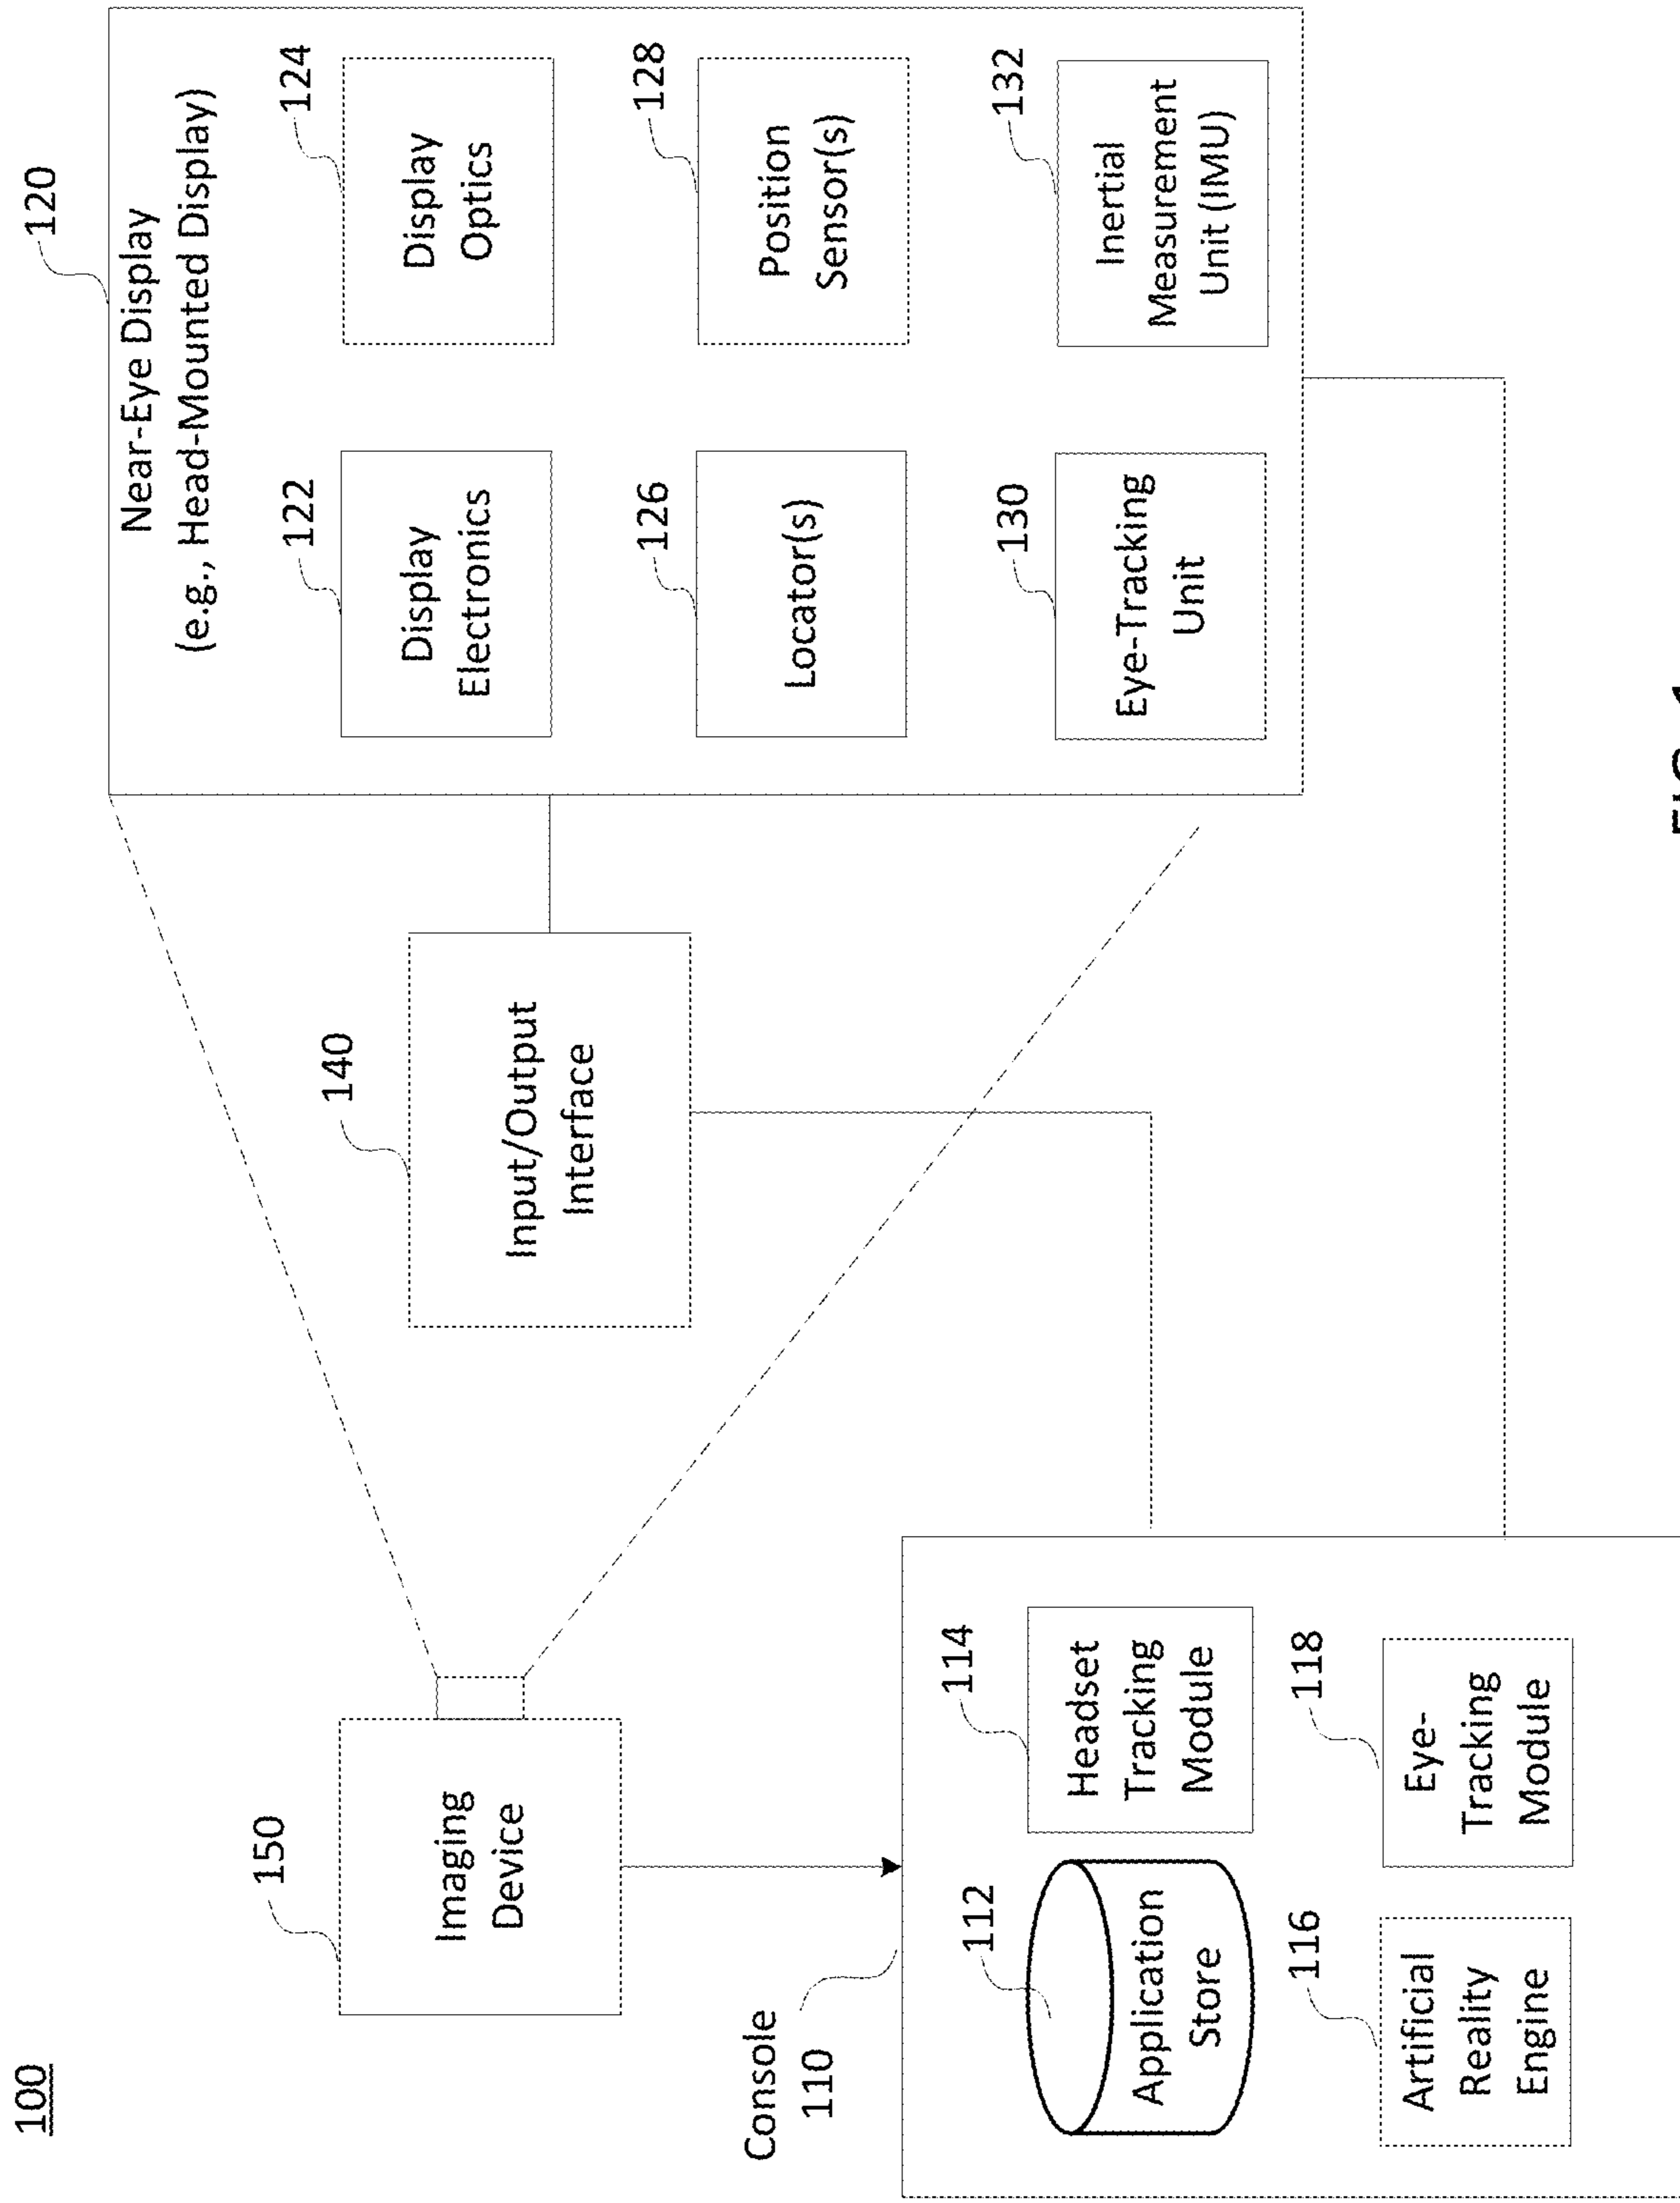 100
150
Imaging
Device
140
Input/Output
Interface
120
Near-Eye Display
(e.g., Head-Mounted Display)
122
Display
Electronics
124
Display
Optics
126
Locator(s)
128
Position
Sensor(s)
130
Eye-Tracking
Unit
132
Inertial
Measurement
Unit (IMU)
Console
110
112
Application
Store
114
Headset
Tracking
Module
116
Artificial
Reality
Engine
118
Eye-
Tracking
Module